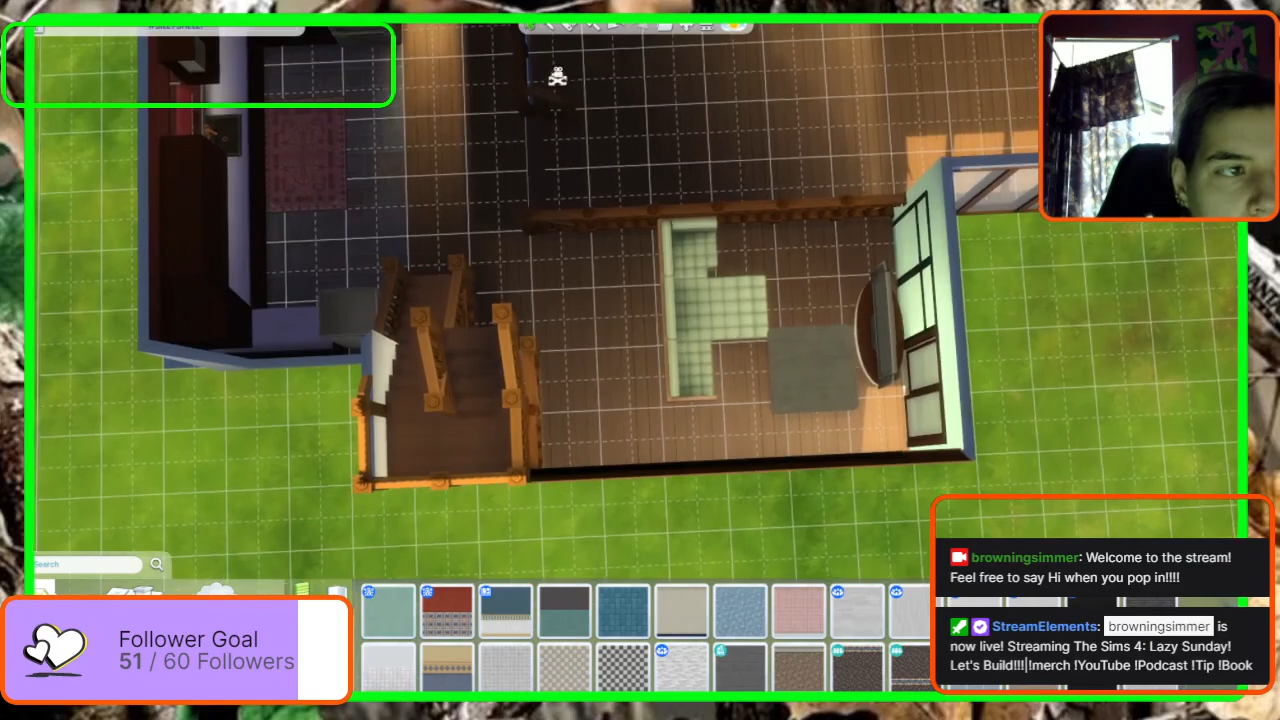 Search
Follower Goal
51 / 60 Followers
browningsimmer: Welcome to the stream!
Feel free to say Hi when you pop in!!!!
StreamElements: browningsimmer is
now live! Streaming The Sims 4: Lazy Sunday!
Let's Build!!!|!merch !YouTube !Podcast !Tip !Book